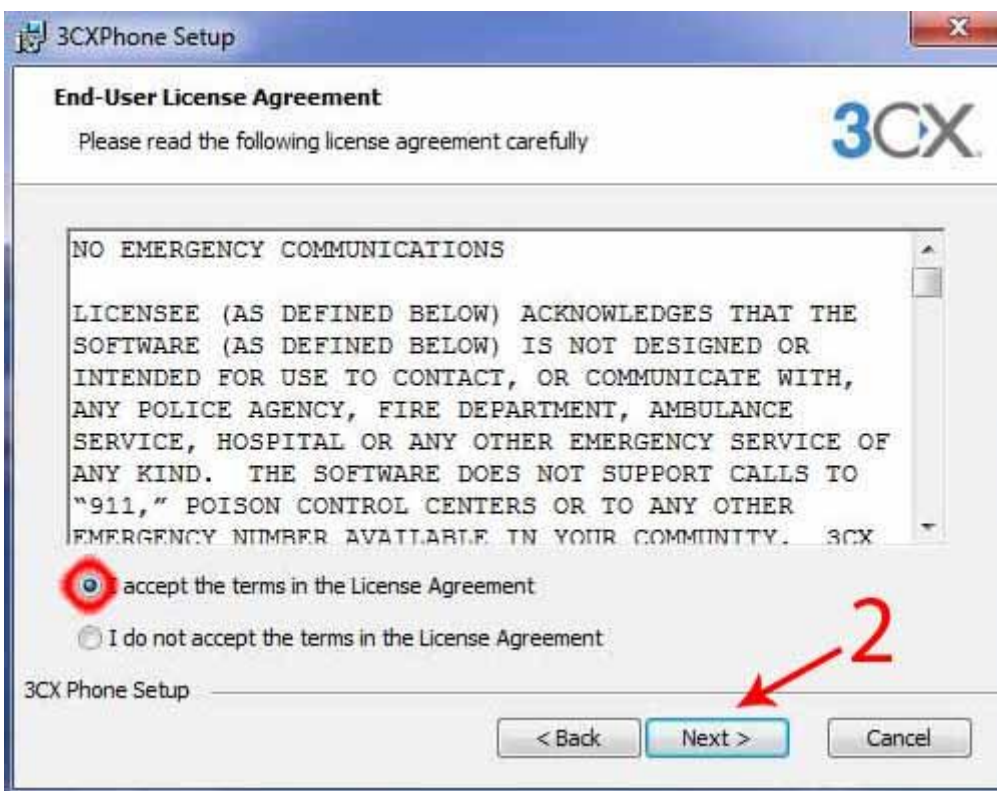 3CXPhone Setup
End-User License Agreement
Please read the following license agreement carefully
3CX
NO EMERGENCY COMMUNICATIONS
LICENSEE (AS DEFINED BELOW) ACKNOWLEDGES THAT THE
SOFTWARE (AS DEFINED BELOW) IS NOT DESIGNED OR
INTENDED FOR USE TO CONTACT, OR COMMUNICATE WITH,
ANY POLICE AGENCY, FIRE DEPARTMENT, AMBULANCE
SERVICE, HOSPITAL OR ANY OTHER EMERGENCY SERVICE OF
ANY KIND.  THE SOFTWARE DOES NOT SUPPORT CALLS TO
“911,” POISON CONTROL CENTERS OR TO ANY OTHER
EMERGENCY NUMBER AVAILABLE IN YOUR COMMUNITY.  3CX
I accept the terms in the License Agreement
I do not accept the terms in the License Agreement
2
3CX Phone Setup
< Back
Next >
Cancel